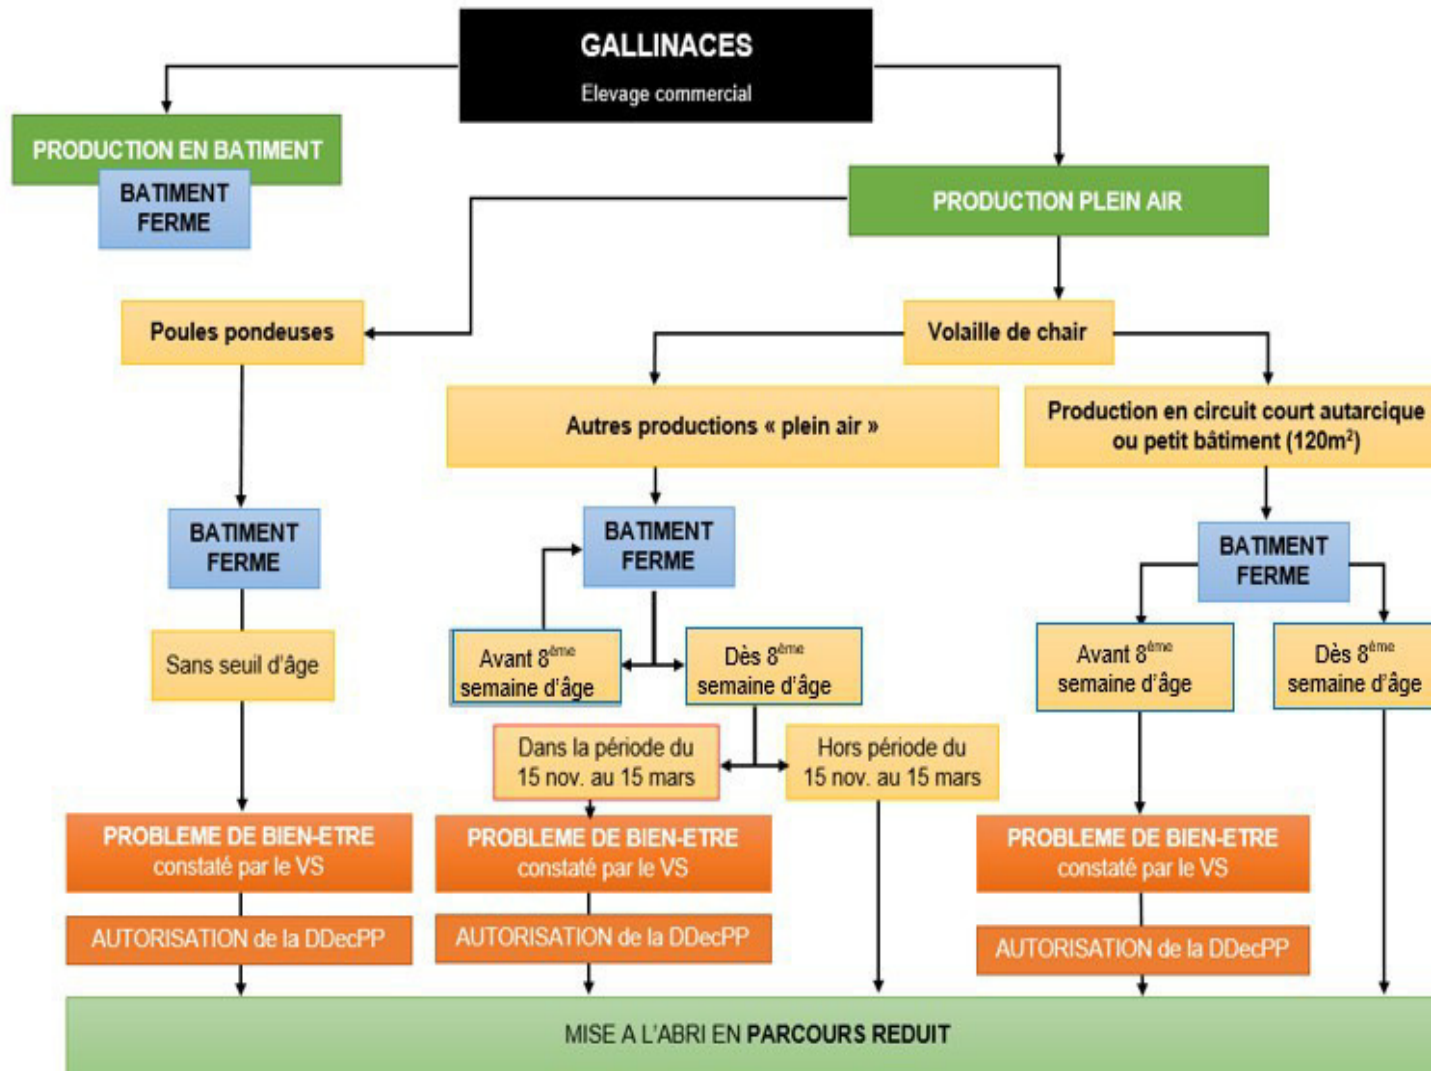 GALLINACES
Elevage commercial
PRODUCTION EN BATIMENT
BATIMENT
FERME
PRODUCTION PLEIN AIR
Poules pondeuses
Volaille de chair
Autres productions « plein air »
Production en circuit court autarcique
ou petit bâtiment (120m²)
BATIMENT
FERME
BATIMENT
FERME
BATIMENT
FERME
Sans seuil d'âge
Avant 8ème
semaine d'âge
Dès 8ème
semaine d'âge
Avant 8ème
semaine d'âge
Dès 8ème
semaine d'âge
Dans la période du
15 nov. au 15 mars
Hors période du
15 nov. au 15 mars
PROBLEME DE BIEN-ETRE
constaté par le VS
PROBLEME DE BIEN-ETRE
constaté par le VS
PROBLEME DE BIEN-ETRE
constaté par le VS
AUTORISATION de la DDecPP
AUTORISATION de la DDecPP
AUTORISATION de la DDecPP
MISE A L'ABRI EN PARCOURS REDUIT